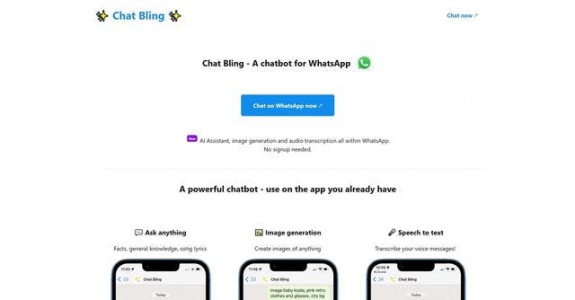 Chat Bling
Chat now ↗
Chat Bling - A chatbot for WhatsApp
Chat on WhatsApp now ↗
New AI Assistant, image generation and audio transcription all within WhatsApp.
No signup needed.
A powerful chatbot - use on the app you already have
Ask anything
Facts, general knowledge, song lyrics
Image generation
Create images of anything
Speech to text
Transcribe your voice messages!
23 Chat Bling
Today
23 Chat Bling
image baby koala, pink retro
clothes and glasses, city bg
24 Chat Bling
Today